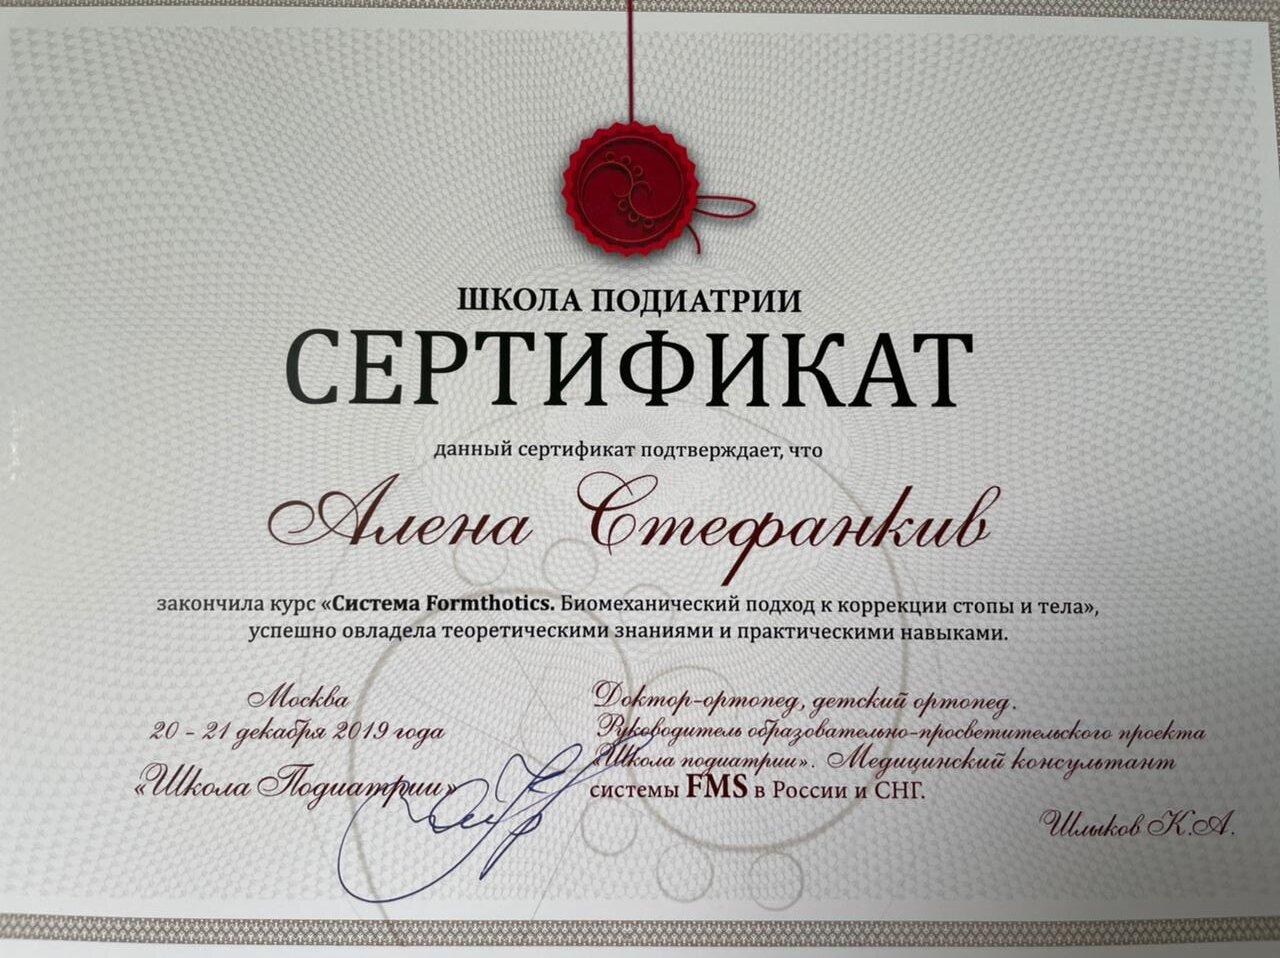 ШКОЛА ПОДИАТРИИ
СЕРТИФИКАТ
данный сертификат подтверждает, что
Алена Стефанкив
закончила курс «Система Formthotics. Биомеханический подход к коррекции стопы и тела»,
успешно овладела теоретическими знаниями и практическими навыками.
Москва
20 - 21 декабря 2019 года
«Школа Подиатрии»
Доктор-ортопед, детский ортопед.
Руководитель образовательно-просветительского проекта
«Школа подиатрии». Медицинский консультант
системы FMS в России и СНГ.
Шлыков К.А.